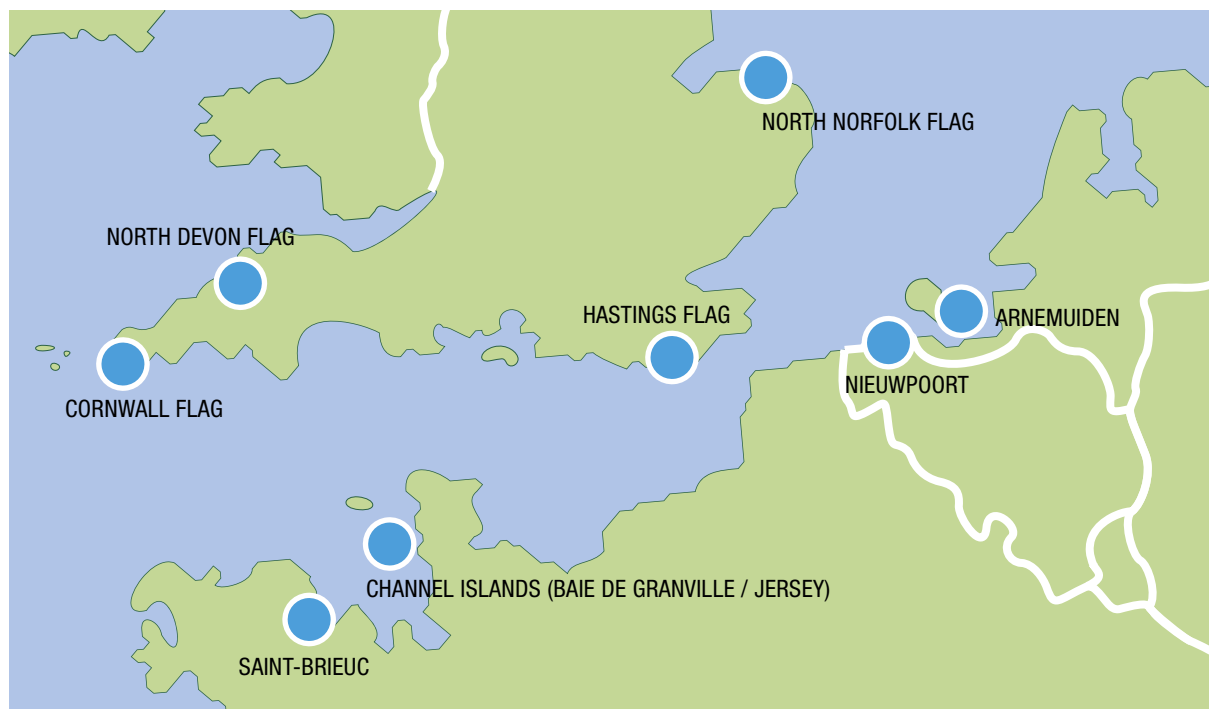 NORTH NORFOLK FLAG
NORTH DEVON FLAG
HASTINGS FLAG
ARNEMUIDEN
NIEUWPOORT
CORNWALL FLAG
CHANNEL ISLANDS (BAIE DE GRANVILLE / JERSEY)
SAINT-BRIEUC